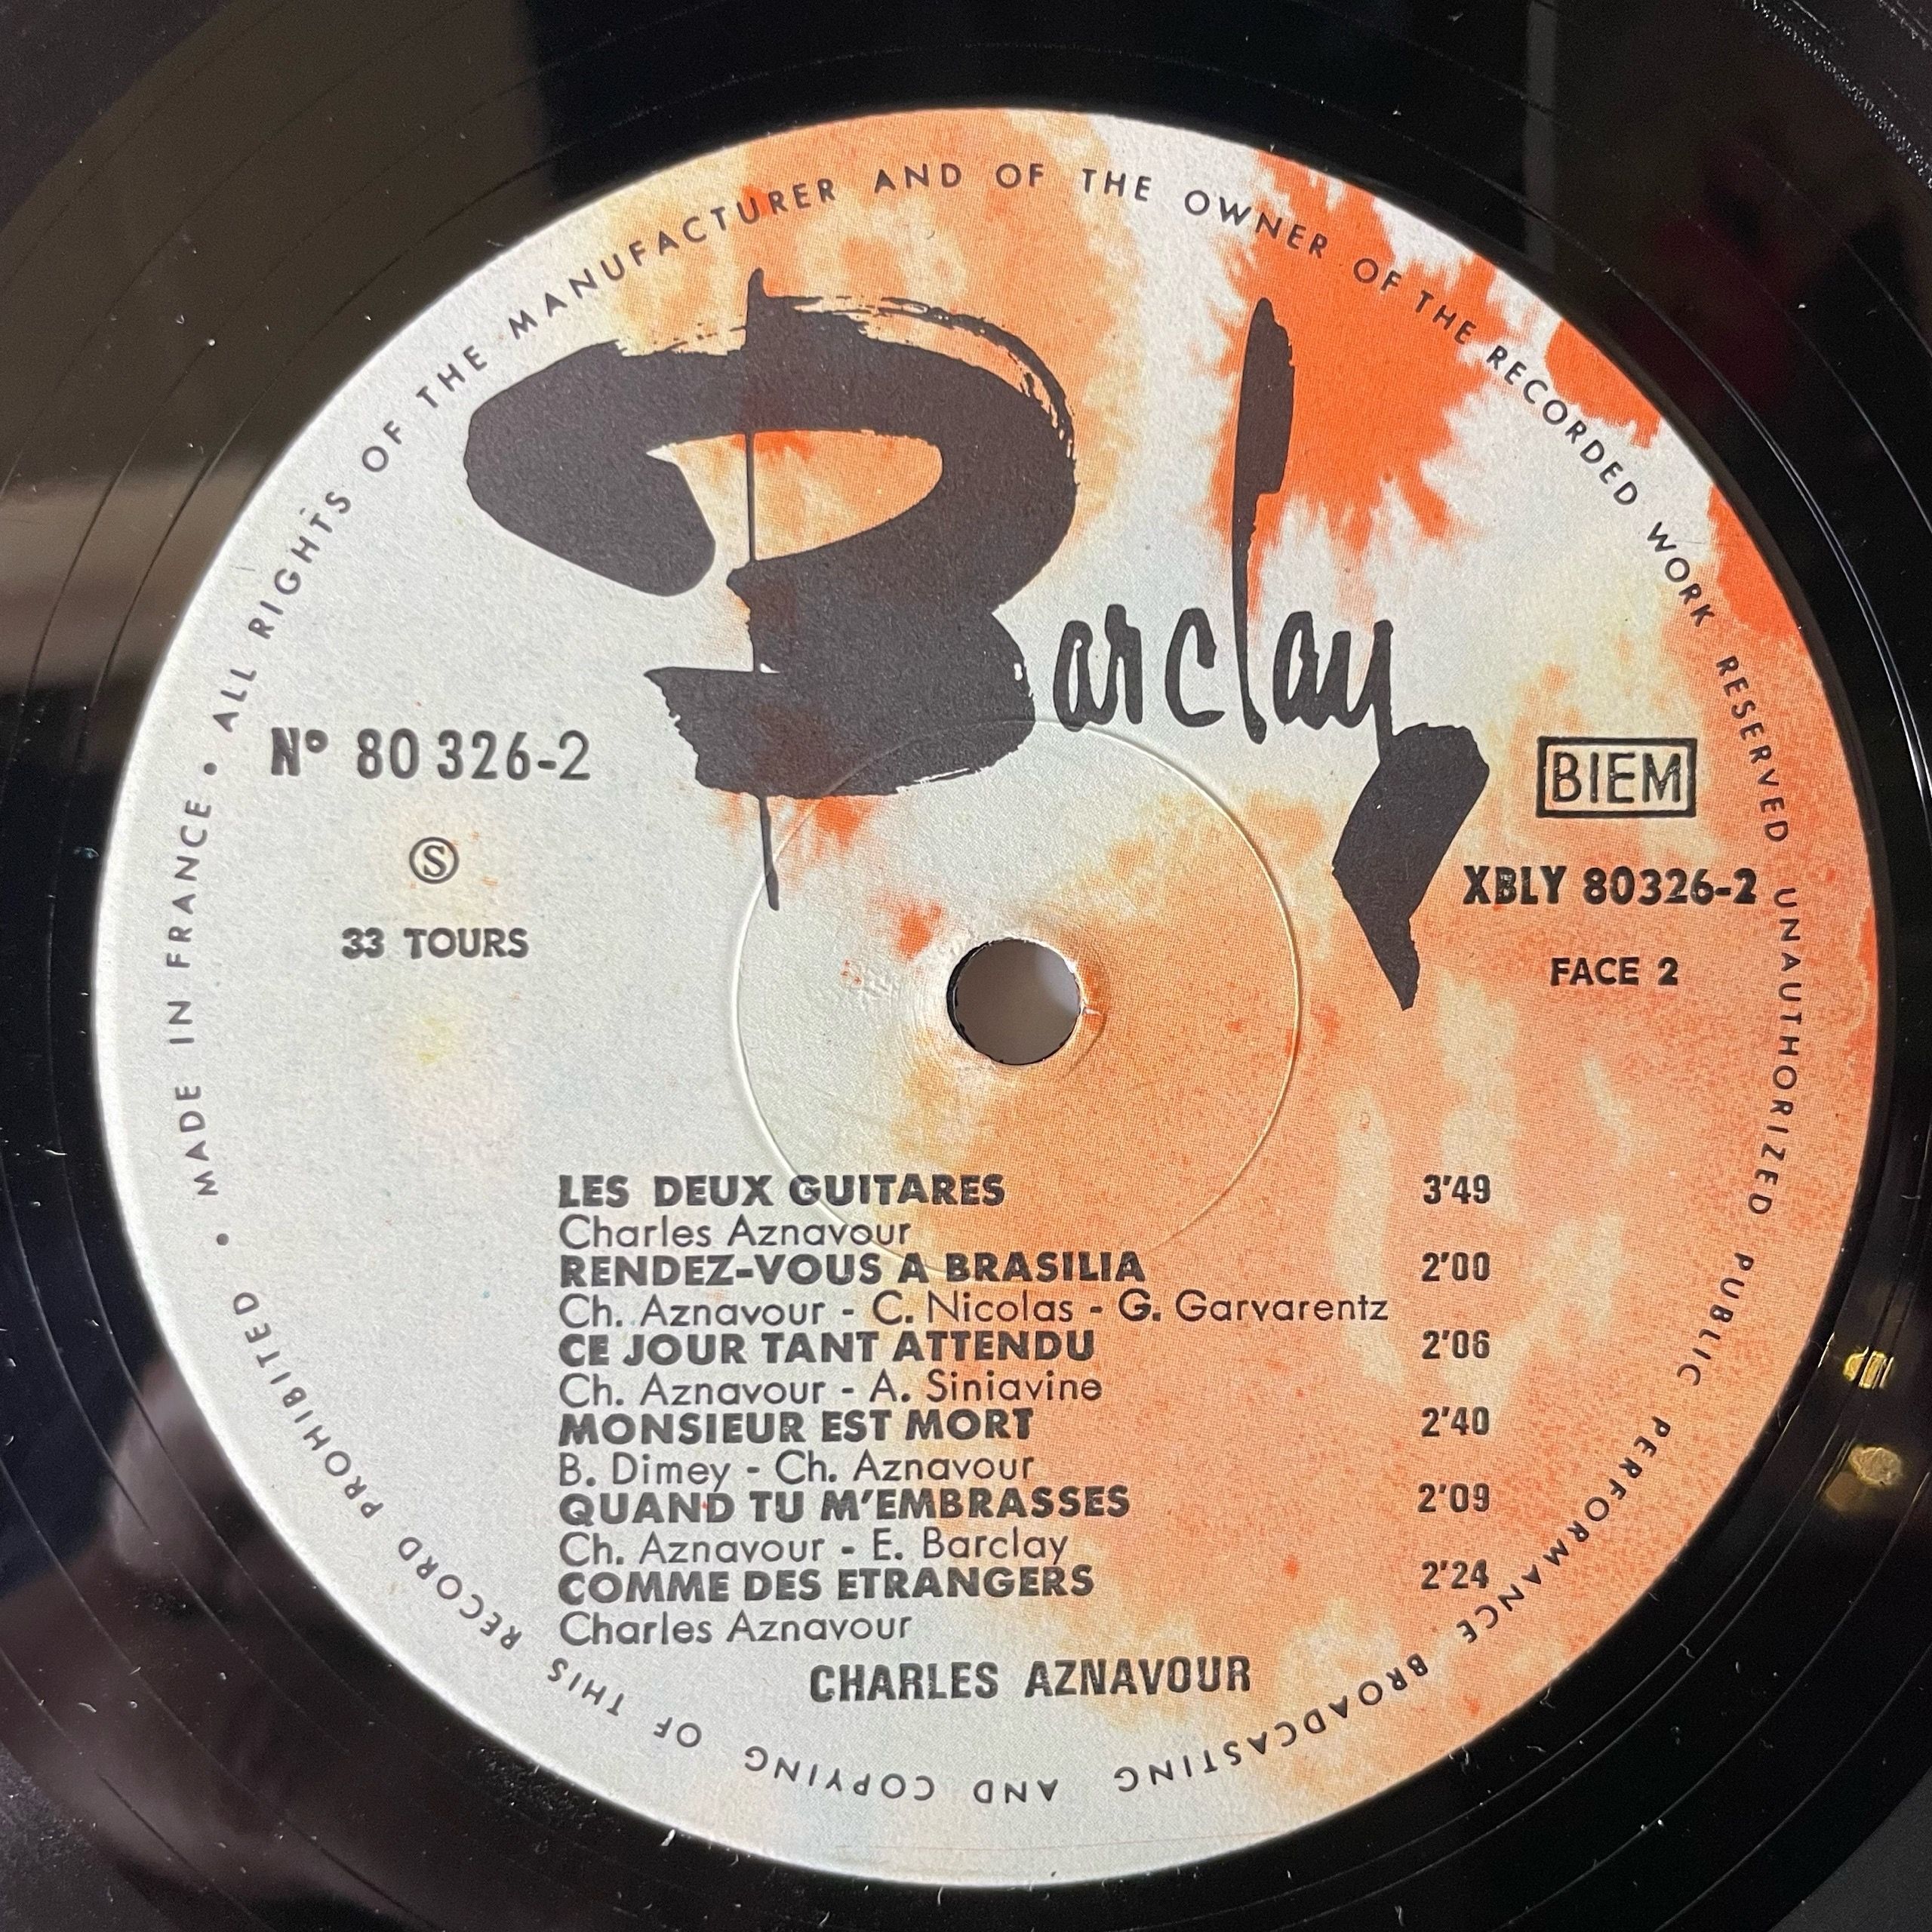 MADE IN FRANCE • ALL RIGHTS OF THE MANUFACTURER AND OF THE OWNER OF THE RECORDED WORK RESERVED UNAUTHORIZED PUBLIC PERFORMANCE BROADCASTING AND COPYING OF THIS RECORD PROHIBITED •
Barclay
Nº 80 326-2
BIEM
Ⓢ
XBLY 80326-2
33 TOURS
FACE 2
LES DEUX GUITARES 3'49
Charles Aznavour
RENDEZ-VOUS A BRASILIA 2'00
Ch. Aznavour - C. Nicolas - G. Garvarentz
CE JOUR TANT ATTENDU 2'06
Ch. Aznavour - A. Siniavine
MONSIEUR EST MORT 2'40
B. Dimey - Ch. Aznavour
QUAND TU M'EMBRASSES 2'09
Ch. Aznavour - E. Barclay
COMME DES ETRANGERS 2'24
Charles Aznavour
CHARLES AZNAVOUR